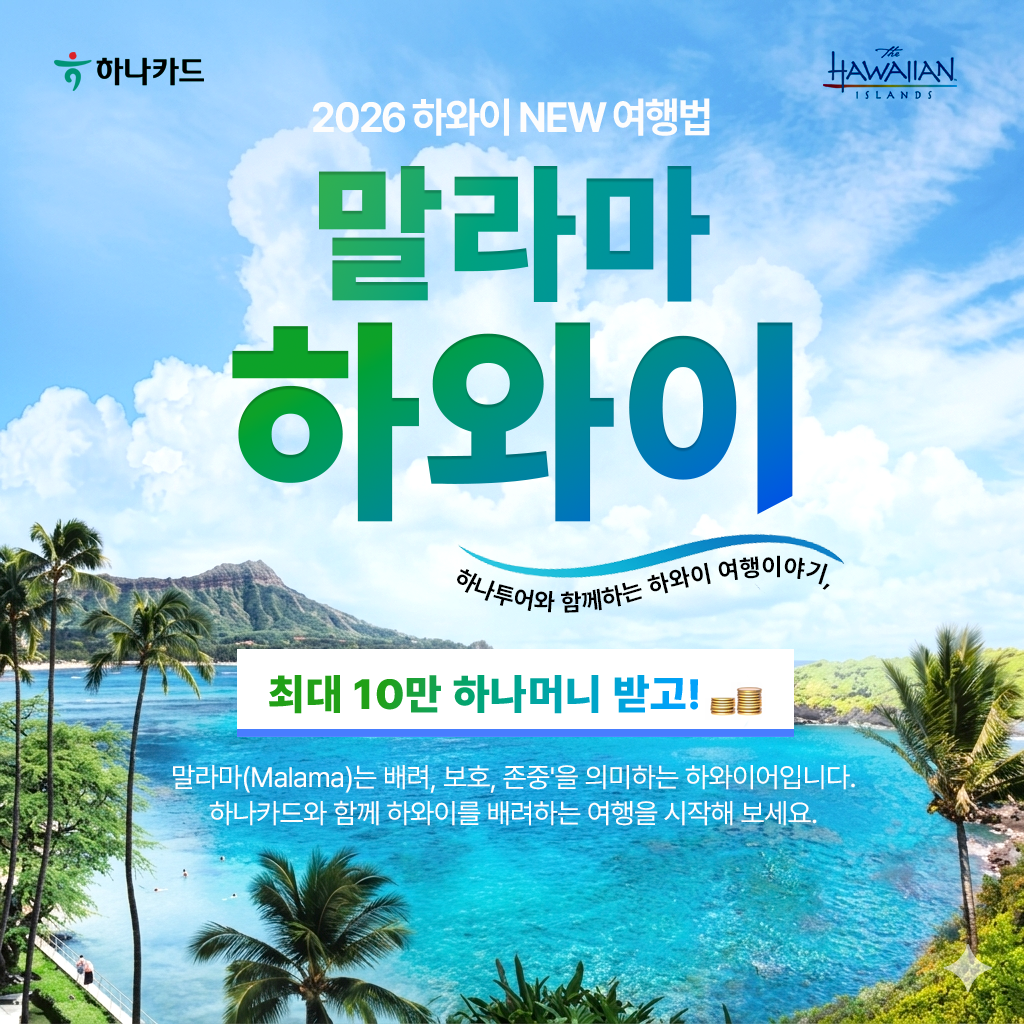 하나카드
The
HAWAIIAN
ISLANDS
2026 하와이 NEW 여행법
말라마
하와이
하나투어와 함께하는 하와이 여행이야기,
최대 10만 하나머니 받고!
말라마(Malama)는 배려, 보호, 존중'을 의미하는 하와이어입니다.
하나카드와 함께 하와이를 배려하는 여행을 시작해 보세요.